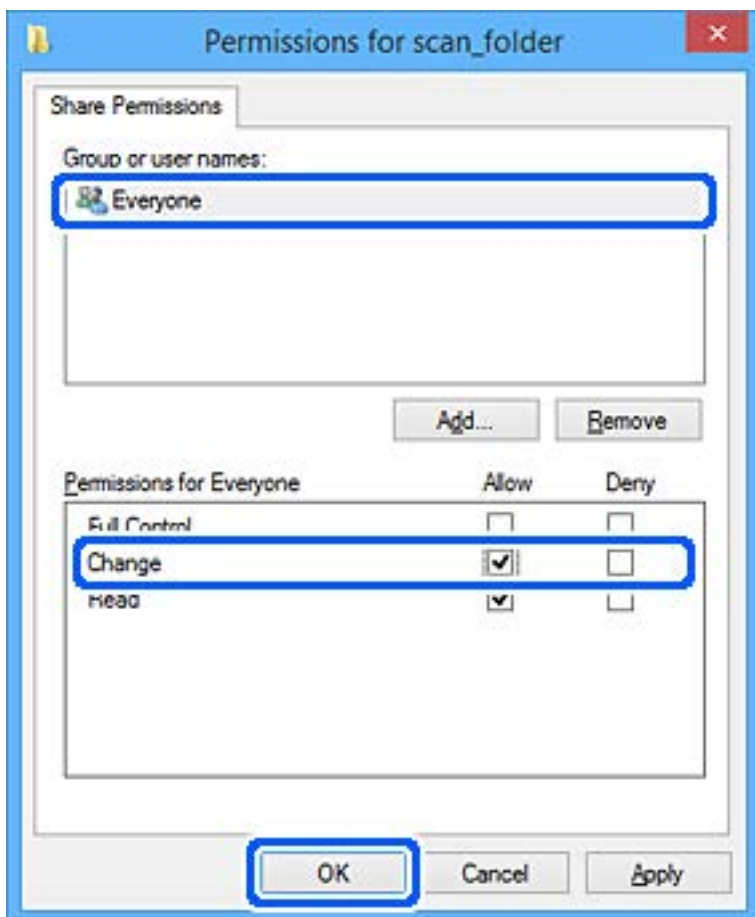 Permissions for scan_folder
Share Permissions
Group or user names:
Everyone
Add... Remove
Permissions for Everyone Allow Deny
Full Control
Change
Read
OK Cancel Apply